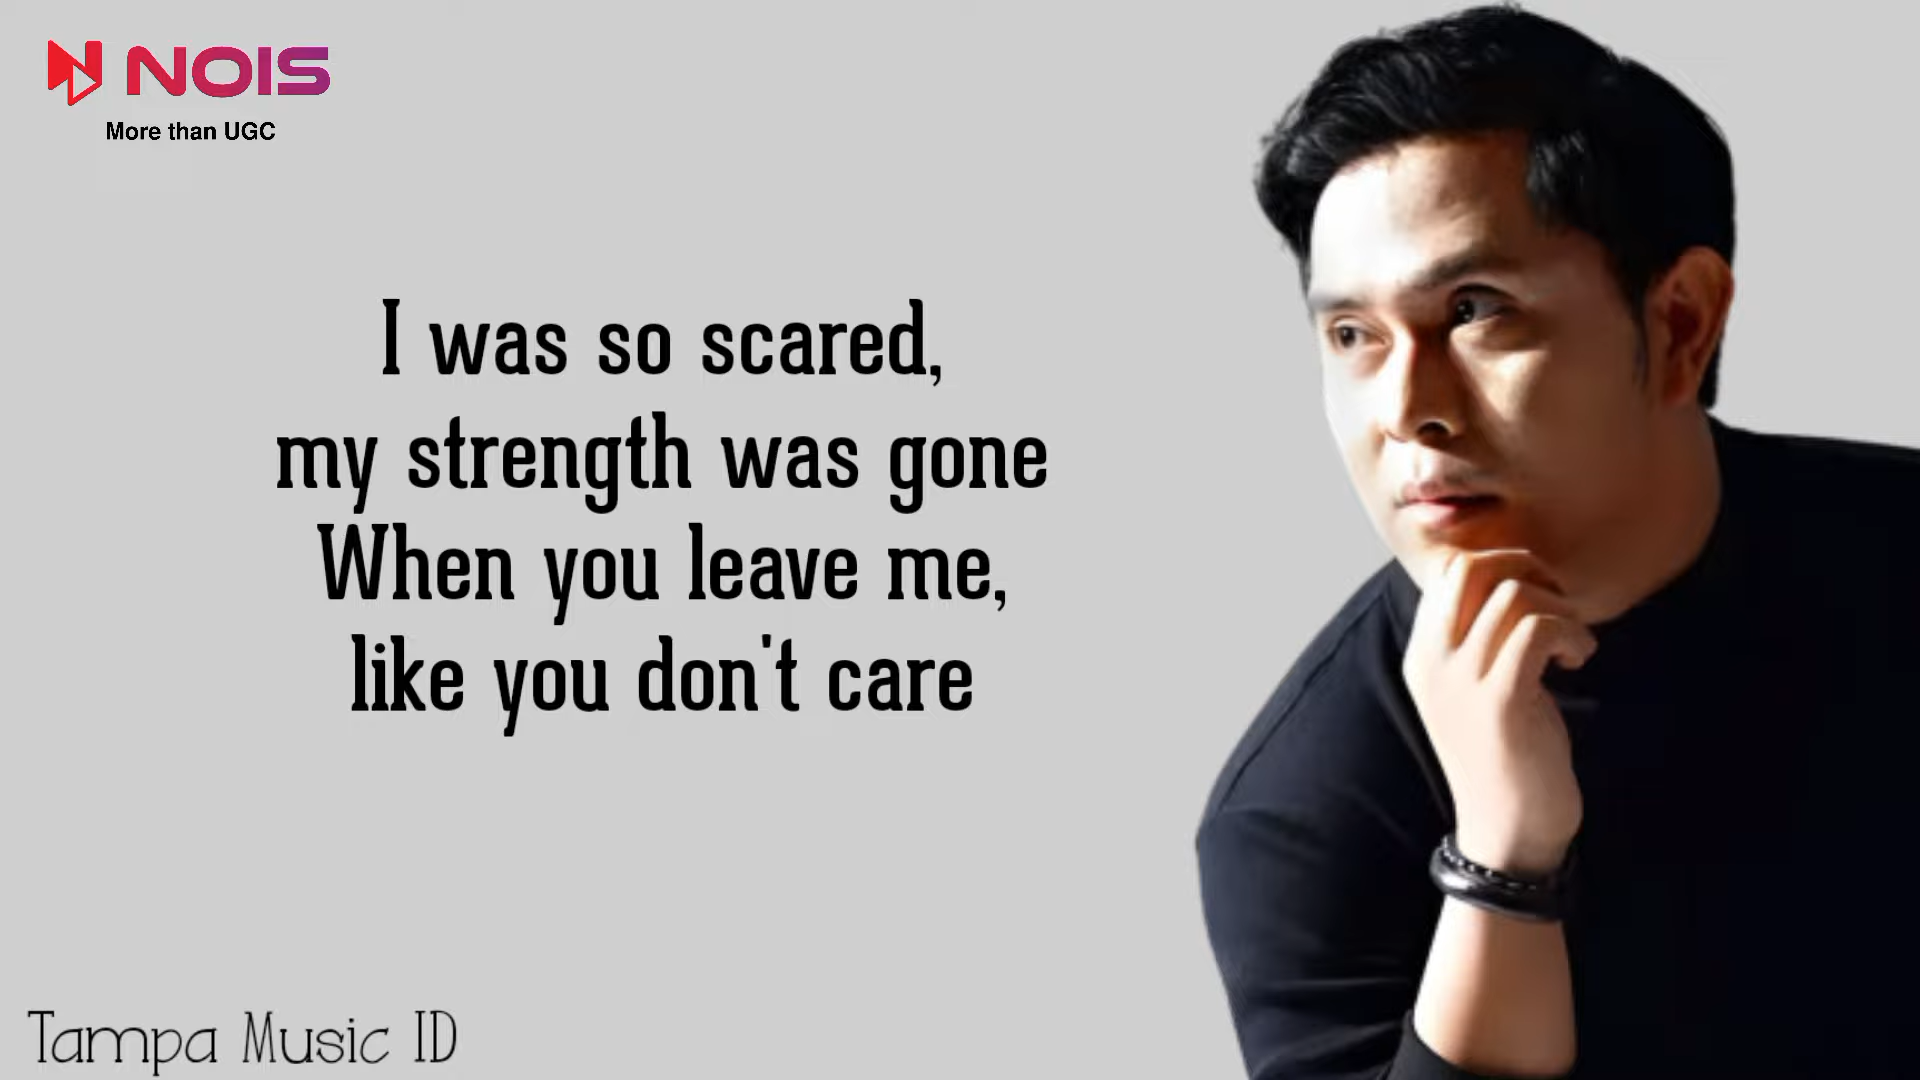 NOIS
More than UGC
I was so scared,
my strength was gone
When you leave me,
like you don't care
Tampa Music ID